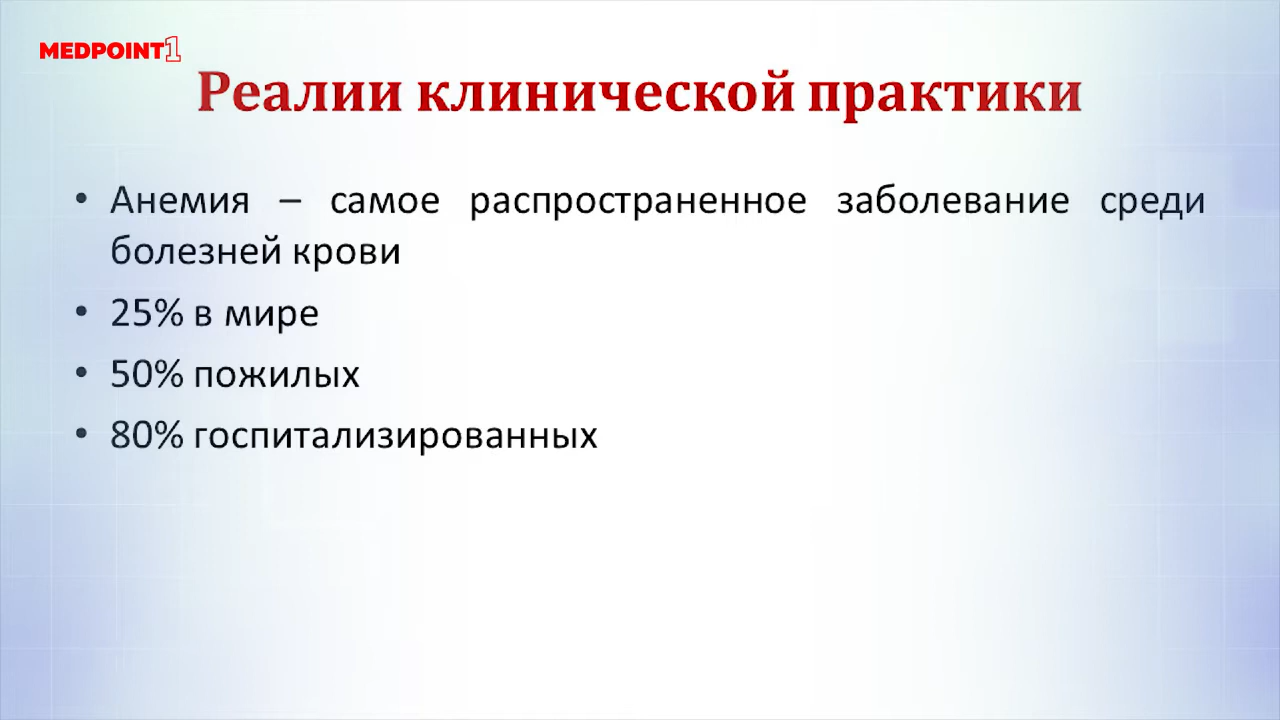 MEDPOINT1
Реалии клинической практики
• Анемия – самое распространенное заболевание среди
болезней крови
• 25% в мире
• 50% пожилых
• 80% госпитализированных